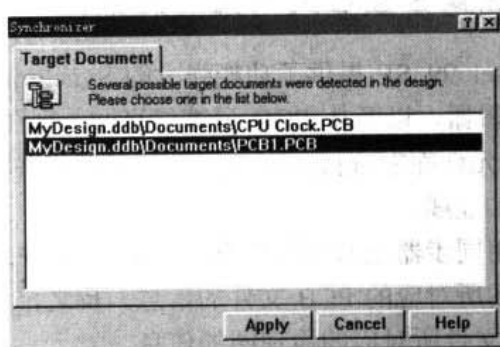 Synchronizer
Target Document
Several possible target documents were detected in the design.
Please choose one in the list below.
MyDesign.ddb\Documents\CPU Clock.PCB
MyDesign.ddb\Documents\PCB1.PCB
Apply Cancel Help